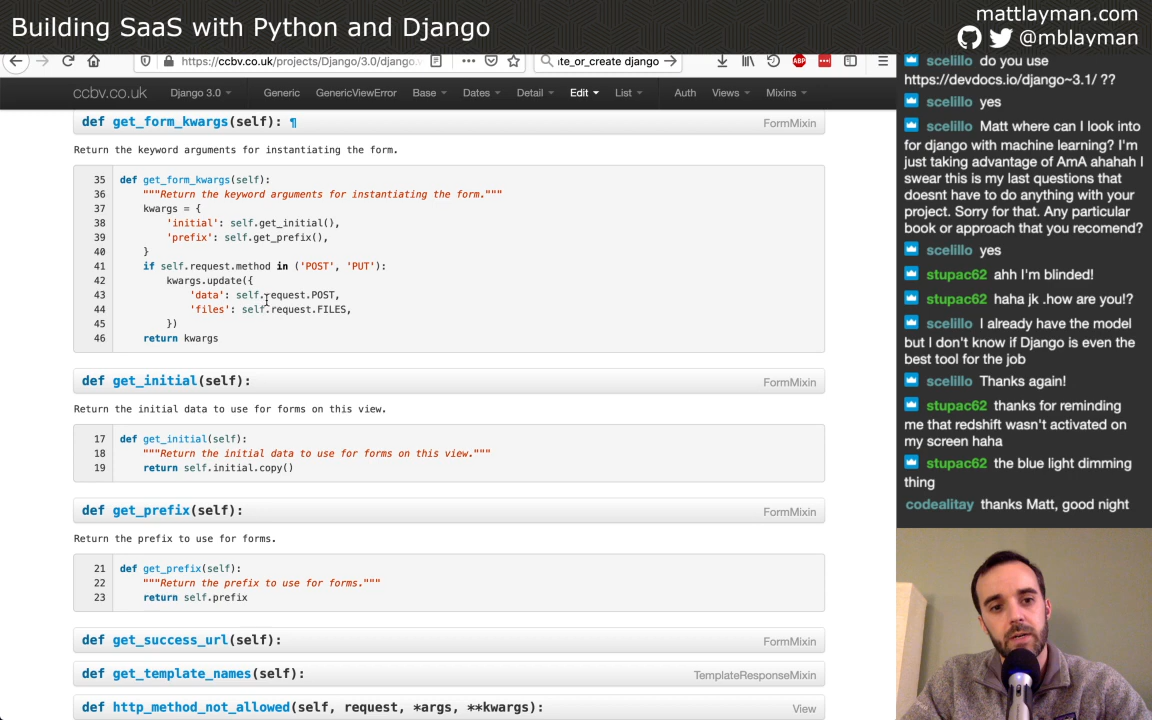 Building SaaS with Python and Django
mattlayman.com
@mblayman
https://ccbv.co.uk/projects/Django/3.0/django.v
te_or_create django
ABP
ccbv.co.uk
Django 3.0
Generic
GenericViewError
Base
Dates
Detail
Edit
List
Auth
Views
Mixins
def get_form_kwargs(self): ¶
FormMixin
Return the keyword arguments for instantiating the form.
35 def get_form_kwargs(self):
36 """Return the keyword arguments for instantiating the form."""
37 kwargs = {
38 'initial': self.get_initial(),
39 'prefix': self.get_prefix(),
40 }
41 if self.request.method in ('POST', 'PUT'):
42 kwargs.update({
43 'data': self.request.POST,
44 'files': self.request.FILES,
45 })
46 return kwargs
def get_initial(self):
FormMixin
Return the initial data to use for forms on this view.
17 def get_initial(self):
18 """Return the initial data to use for forms on this view."""
19 return self.initial.copy()
def get_prefix(self):
FormMixin
Return the prefix to use for forms.
21 def get_prefix(self):
22 """Return the prefix to use for forms."""
23 return self.prefix
def get_success_url(self):
FormMixin
def get_template_names(self):
TemplateResponseMixin
def http_method_not_allowed(self, request, *args, **kwargs):
View
scelillo do you use
https://devdocs.io/django~3.1/ ??
scelillo yes
scelillo Matt where can I look into
for django with machine learning? I'm
just taking advantage of AmA ahahah I
swear this is my last questions that
doesnt have to do anything with your
project. Sorry for that. Any particular
book or approach that you recomend?
scelillo yes
stupac62 ahh I'm blinded!
stupac62 haha jk .how are you!?
scelillo I already have the model
but I don't know if Django is even the
best tool for the job
scelillo Thanks again!
stupac62 thanks for reminding
me that redshift wasn't activated on
my screen haha
stupac62 the blue light dimming
thing
codealitay thanks Matt, good night